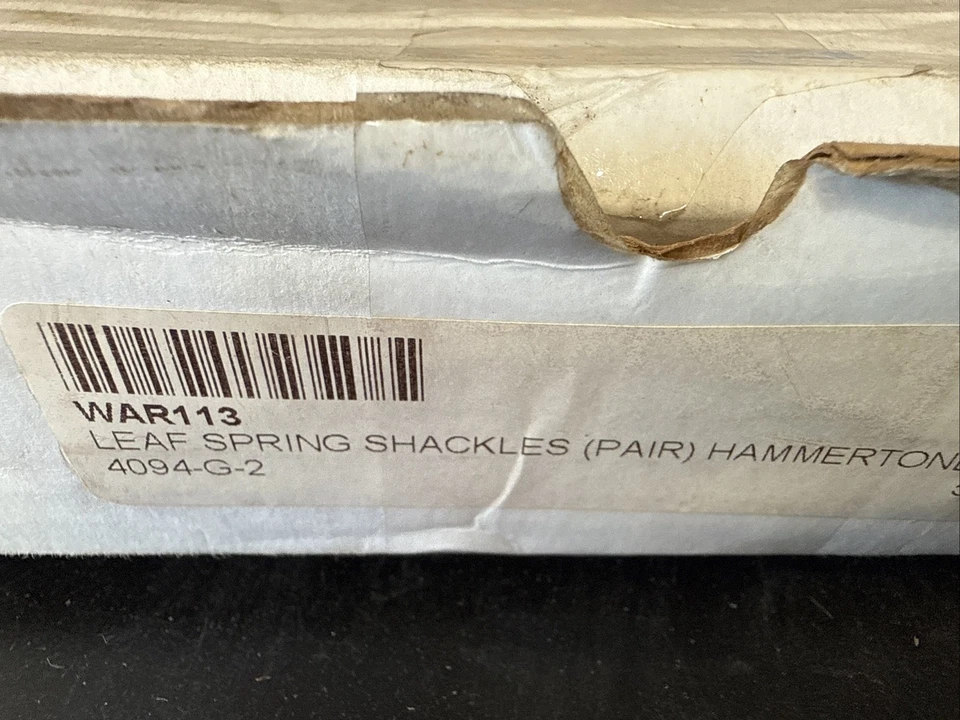 WAR113
LEAF SPRING SHACKLES (PAIR) HAMMERTONE
4094-G-2